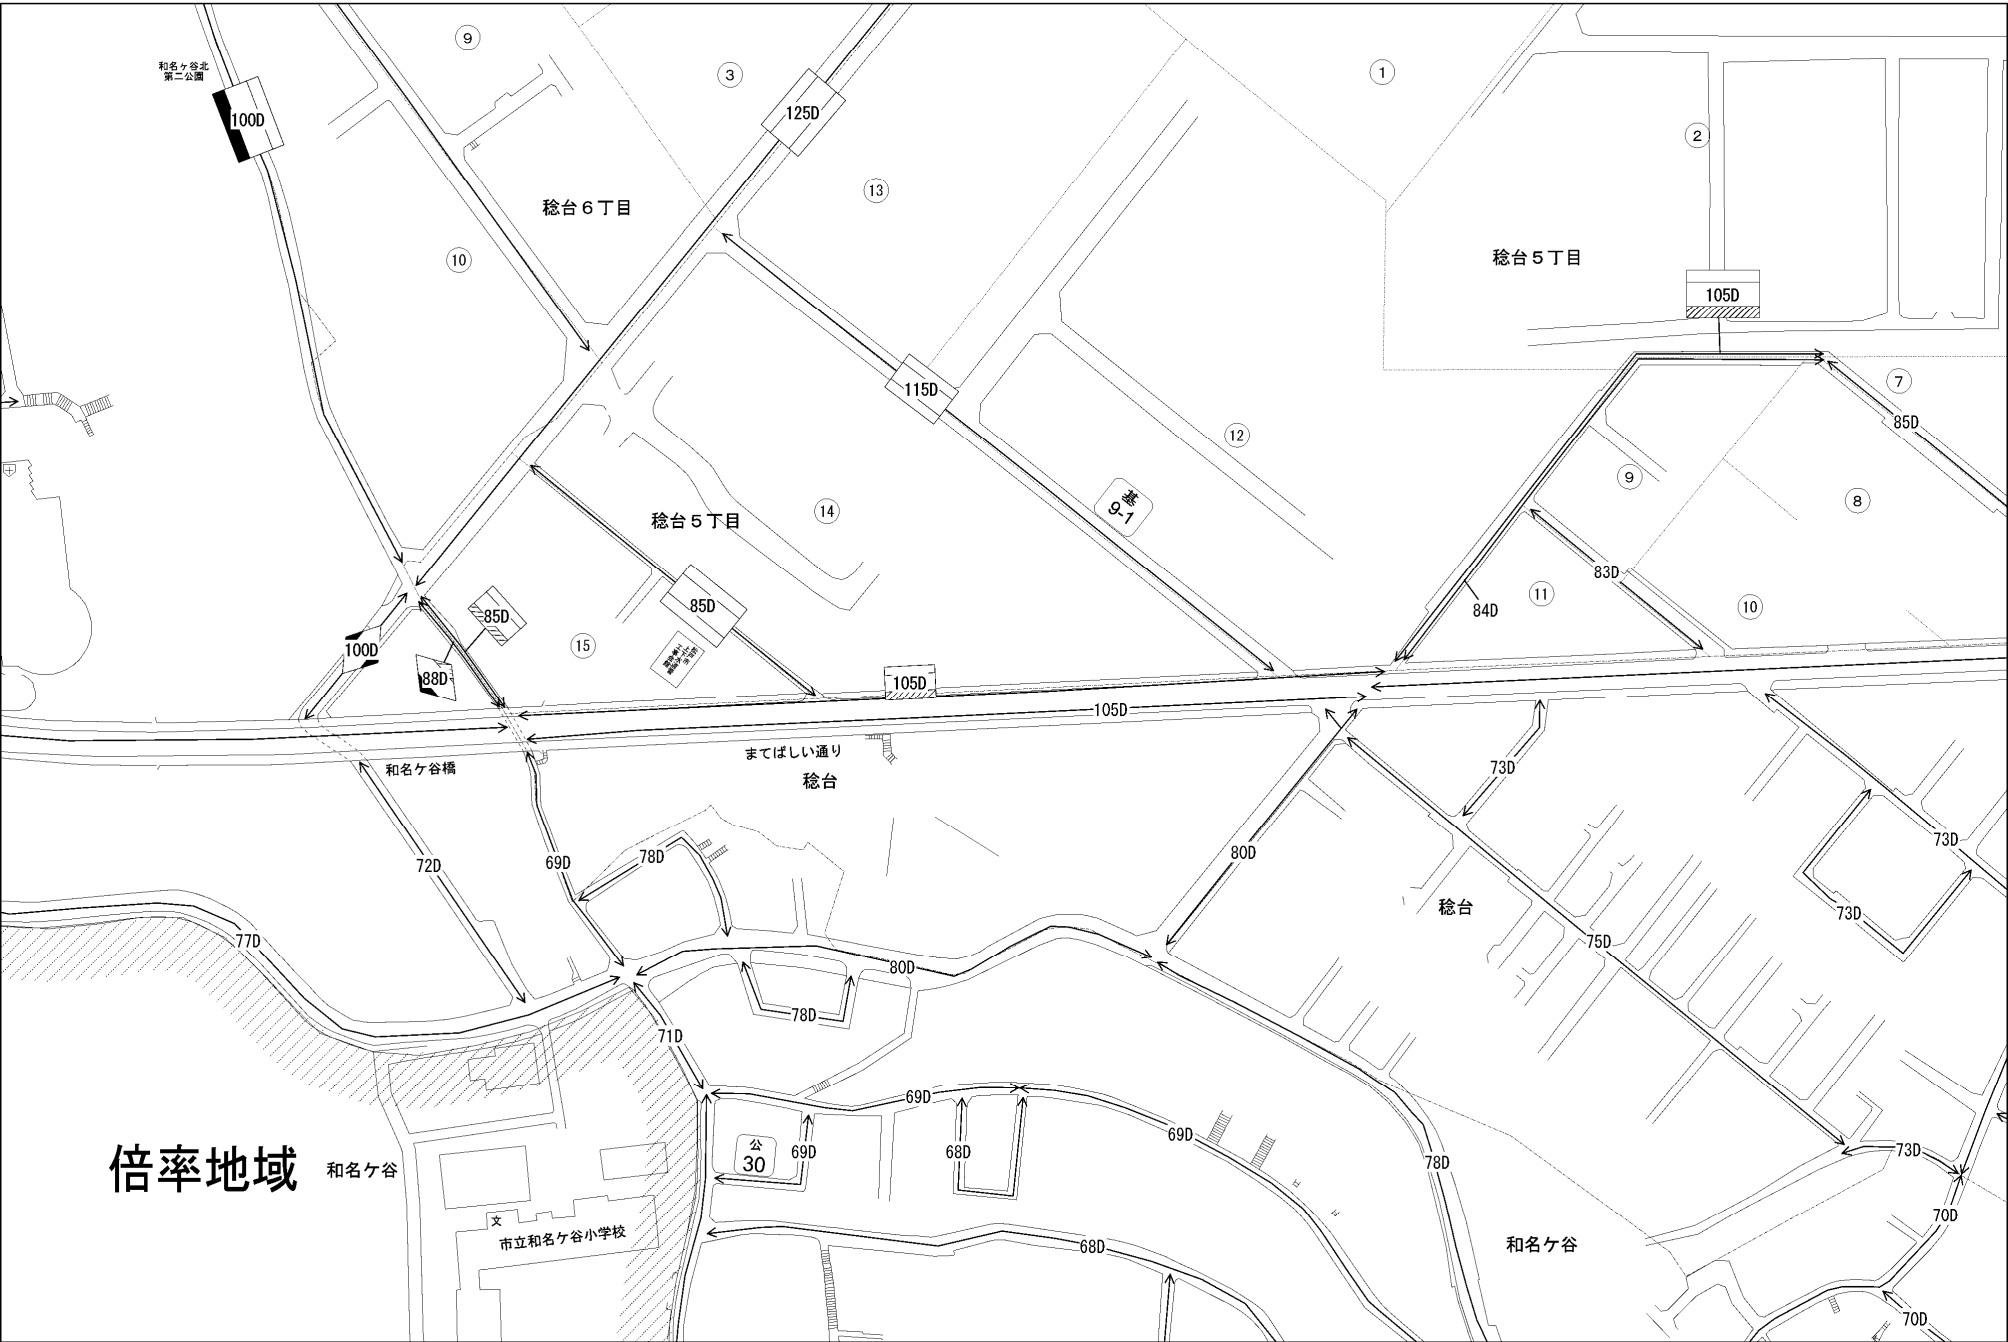 ⑨
③
①
和名ヶ谷北
第二公園
100D
125D
②
⑬
稔台６丁目
⑩
稔台５丁目
105D
115D
⑦
85D
⑫
⑨
⑧
基
9-1
⑭
稔台５丁目
83D
84D
⑪
⑩
85D
85D
⑮
100D
88D
105D
105D
まてばしい通り
和名ケ谷橋
稔台
73D
73D
72D
69D
78D
80D
稔台
73D
77D
75D
80D
78D
71D
69D
69D
78D
73D
公
30
69D
68D
倍率地域
和名ケ谷
文
市立和名ケ谷小学校
68D
和名ケ谷
70D
70D